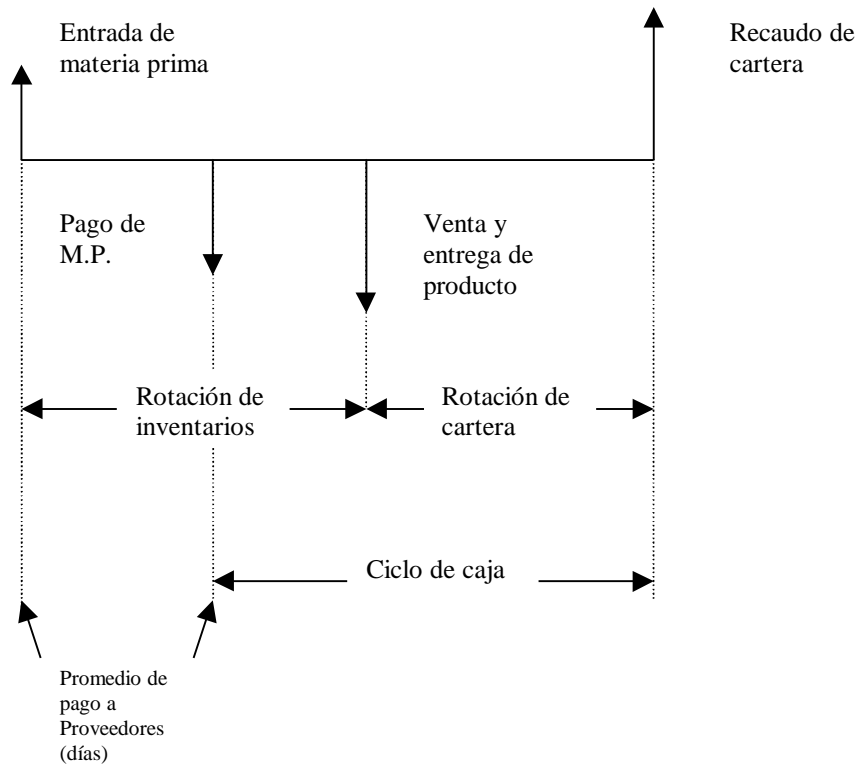 Entrada de
materia prima
Recaudo de
cartera
Pago de
M.P.
Venta y
entrega de
producto
Rotación de
inventarios
Rotación de
cartera
Ciclo de caja
Promedio de
pago a
Proveedores
(días)